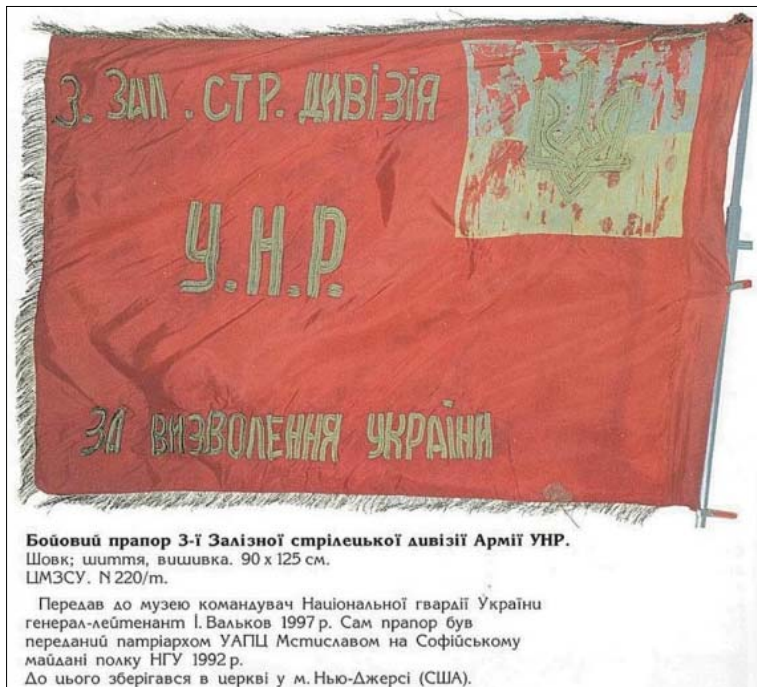 З. ЗАЛ. СТР. ДИВІЗІЯ
У.Н.Р.
ЗА ВИЗВОЛЕННЯ УКРАЇНИ
Бойовий прапор 3-ї Залізної стрілецької дивізії Армії УНР.
Шовк; шиття, вишивка. 90 х 125 см.
ЦМЗСУ. N 220/т.
Передав до музею командувач Національної гвардії України
генерал-лейтенант І. Вальков 1997 р. Сам прапор був
переданий патріархом УАПЦ Мстиславом на Софійському
майдані полку НГУ 1992 р.
До цього зберігався в церкві у м. Нью-Джерсі (США).